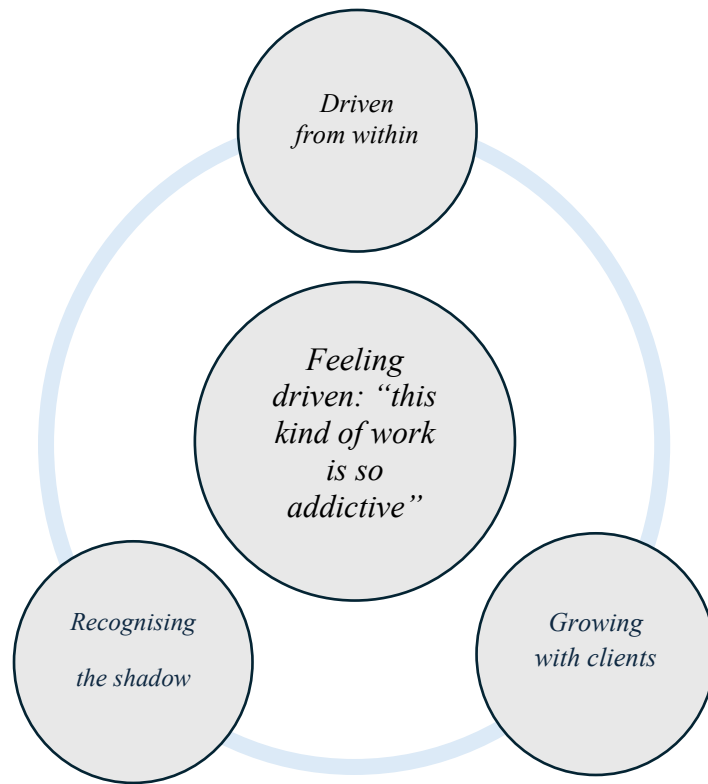 Driven
from within
Feeling
driven: “this
kind of work
is so
addictive”
Recognising
the shadow
Growing
with clients